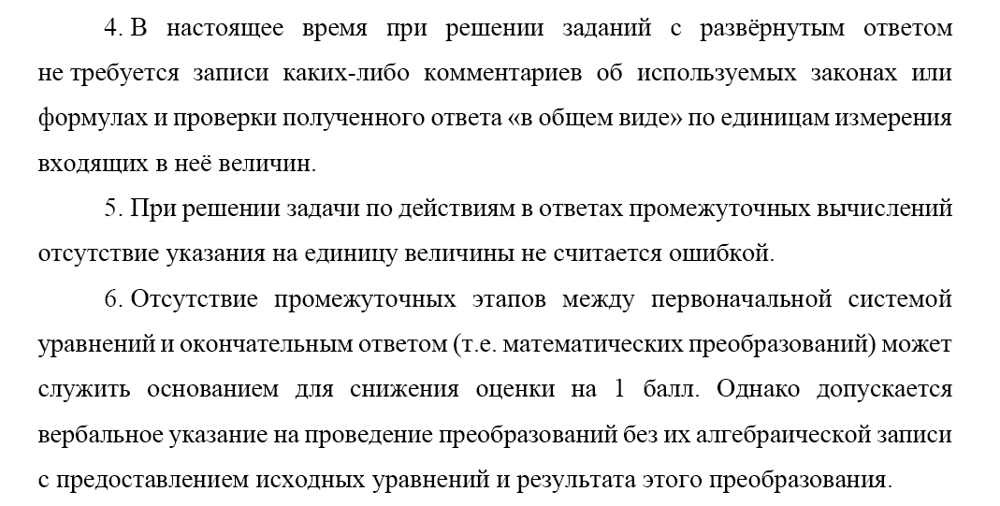 4. В настоящее время при решении заданий с развёрнутым ответом
не требуется записи каких-либо комментариев об используемых законах или
формулах и проверки полученного ответа «в общем виде» по единицам измерения
входящих в неё величин.
5. При решении задачи по действиям в ответах промежуточных вычислений
отсутствие указания на единицу величины не считается ошибкой.
6. Отсутствие промежуточных этапов между первоначальной системой
уравнений и окончательным ответом (т.е. математических преобразований) может
служить основанием для снижения оценки на 1 балл. Однако допускается
вербальное указание на проведение преобразований без их алгебраической записи
с предоставлением исходных уравнений и результата этого преобразования.